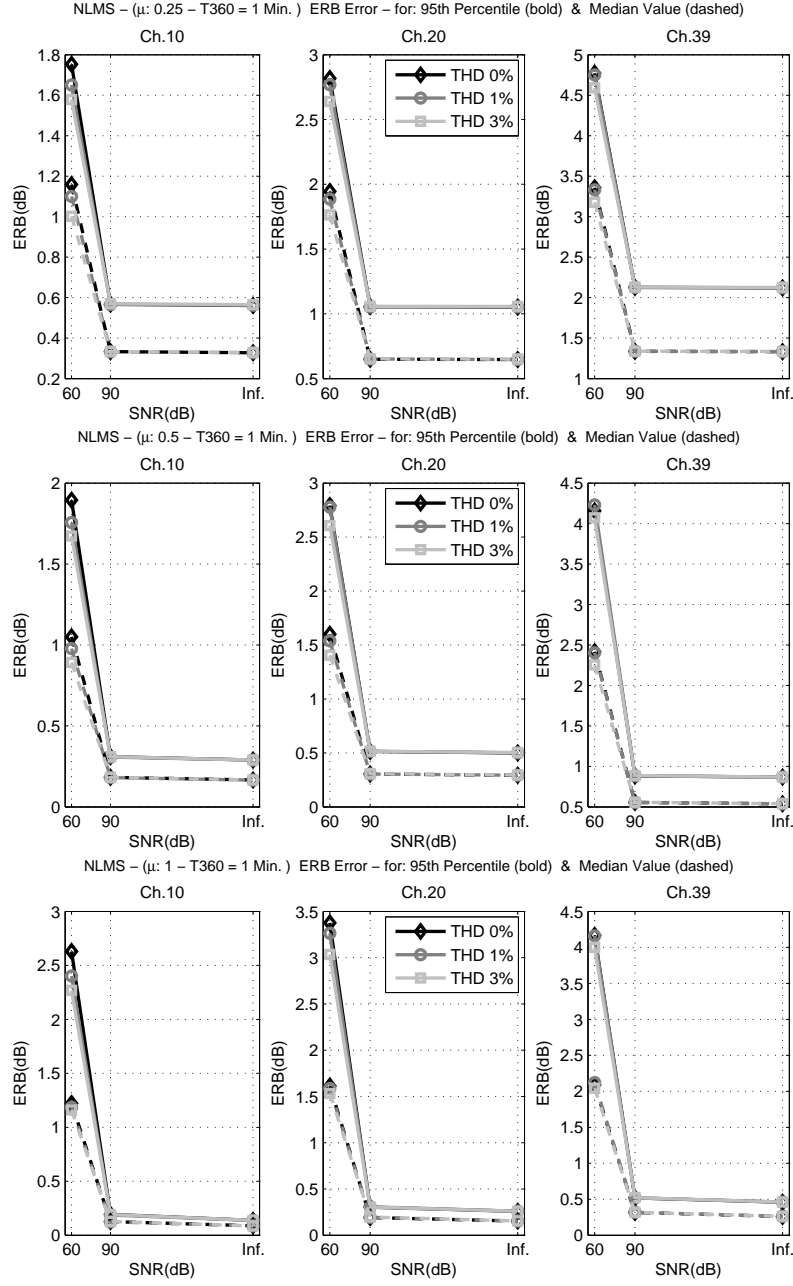 NLMS − (μ: 0.25 − T360 = 1 Min. ) ERB Error − for: 95th Percentile (bold) & Median Value (dashed)
Ch.10
Ch.20
Ch.39
1.8
1.6
1.4
1.2
1
0.8
0.6
0.4
0.2
ERB(dB)
60 90 Inf.
SNR(dB)
3
2.5
2
1.5
1
0.5
ERB(dB)
THD 0%
THD 1%
THD 3%
60 90 Inf.
SNR(dB)
5
4.5
4
3.5
3
2.5
2
1.5
1
ERB(dB)
60 90 Inf.
SNR(dB)
NLMS − (μ: 0.5 − T360 = 1 Min. ) ERB Error − for: 95th Percentile (bold) & Median Value (dashed)
Ch.10
Ch.20
Ch.39
2
1.5
1
0.5
0
ERB(dB)
60 90 Inf.
SNR(dB)
3
2.5
2
1.5
1
0.5
0
ERB(dB)
THD 0%
THD 1%
THD 3%
60 90 Inf.
SNR(dB)
4.5
4
3.5
3
2.5
2
1.5
1
0.5
ERB(dB)
60 90 Inf.
SNR(dB)
NLMS − (μ: 1 − T360 = 1 Min. ) ERB Error − for: 95th Percentile (bold) & Median Value (dashed)
Ch.10
Ch.20
Ch.39
3
2.5
2
1.5
1
0.5
0
ERB(dB)
60 90 Inf.
SNR(dB)
3.5
3
2.5
2
1.5
1
0.5
0
ERB(dB)
THD 0%
THD 1%
THD 3%
60 90 Inf.
SNR(dB)
4.5
4
3.5
3
2.5
2
1.5
1
0.5
0
ERB(dB)
60 90 Inf.
SNR(dB)